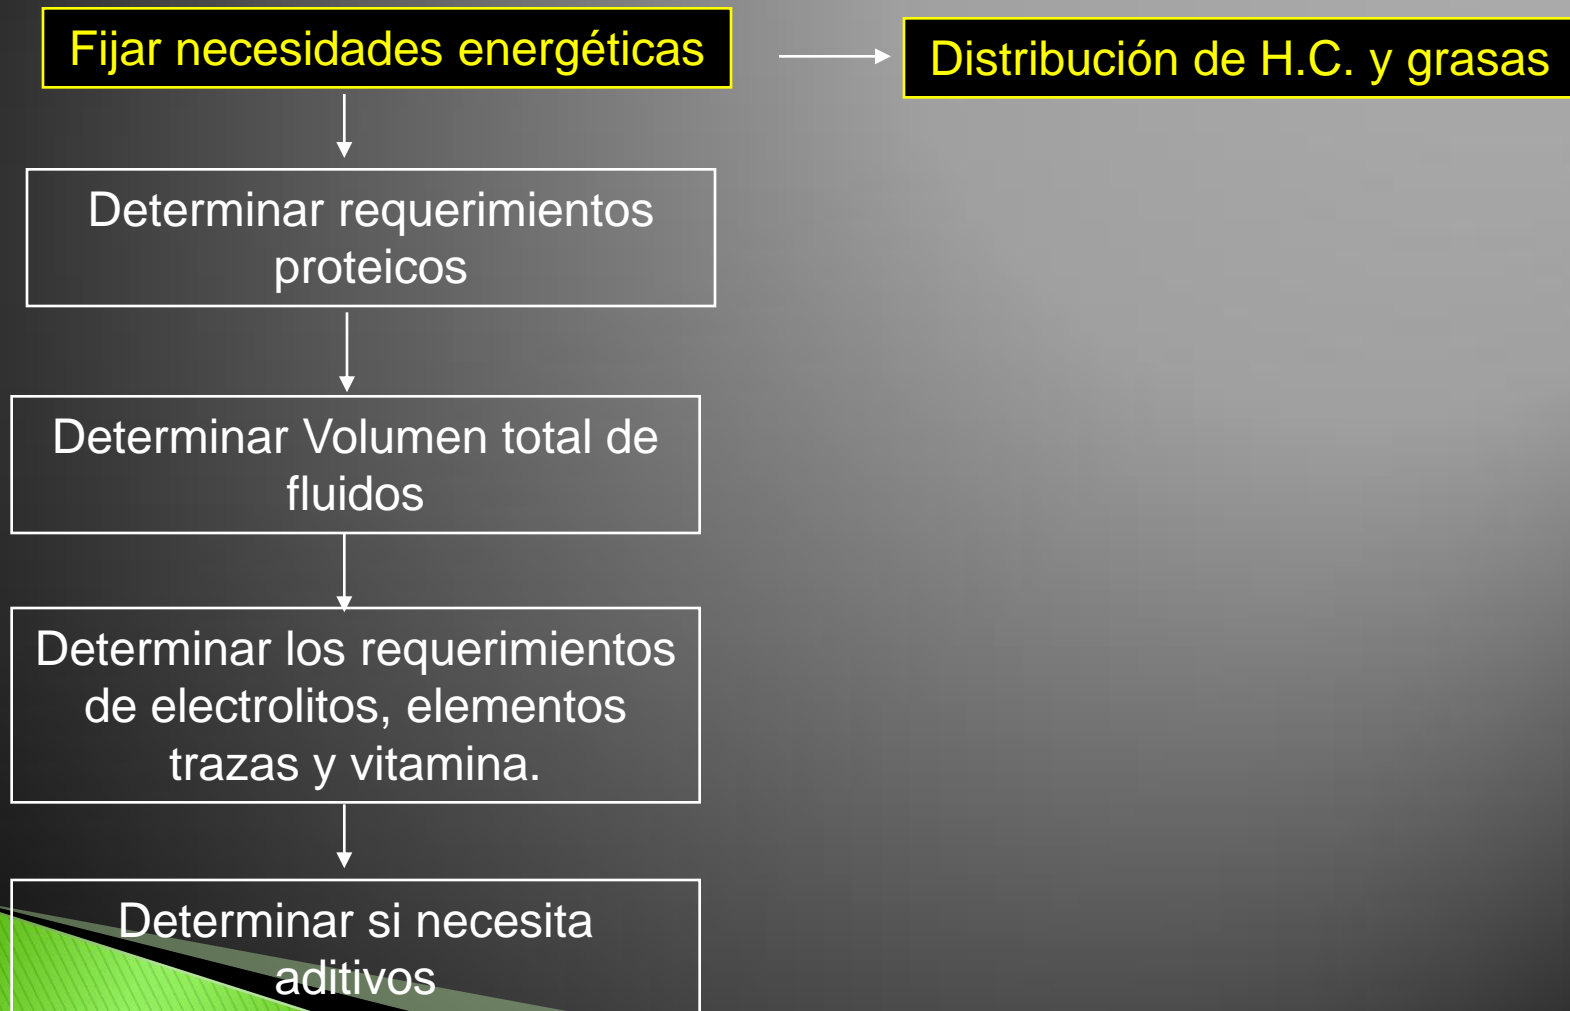 Fijar necesidades energéticas
Distribución de H.C. y grasas
Determinar requerimientos
proteicos
Determinar Volumen total de
fluidos
Determinar los requerimientos
de electrolitos, elementos
trazas y vitamina.
Determinar si necesita
aditivos